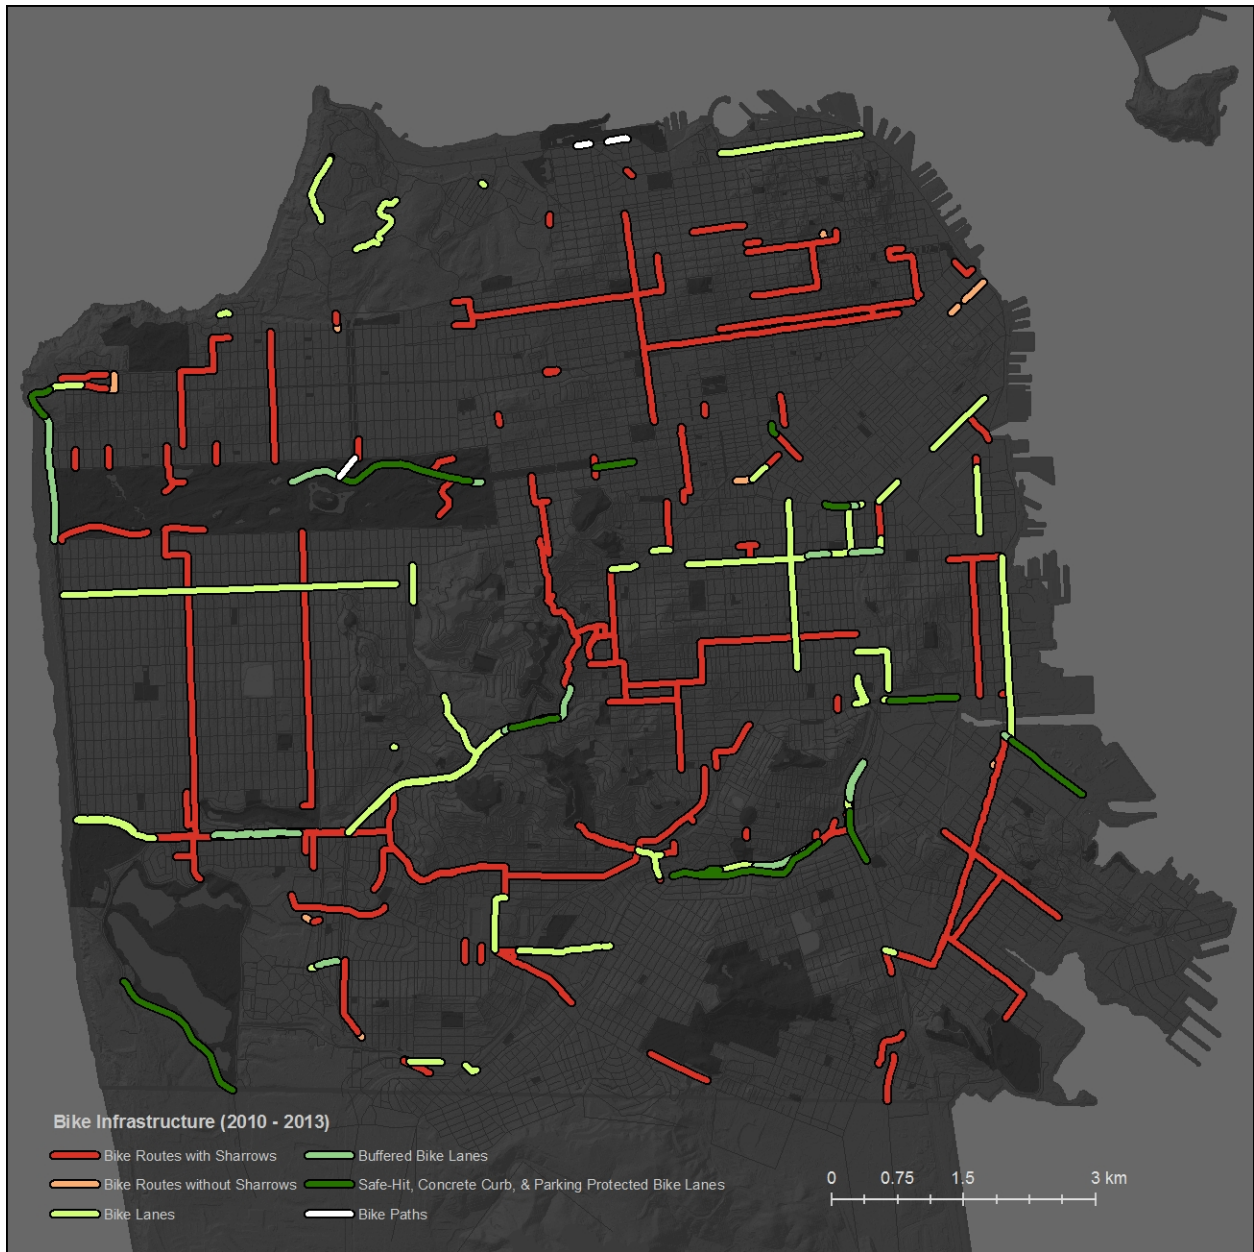 Bike Infrastructure (2010 - 2013)
Bike Routes with Sharrows
Buffered Bike Lanes
Bike Routes without Sharrows
Safe-Hit, Concrete Curb, & Parking Protected Bike Lanes
Bike Lanes
Bike Paths
0 0.75 1.5 3 km